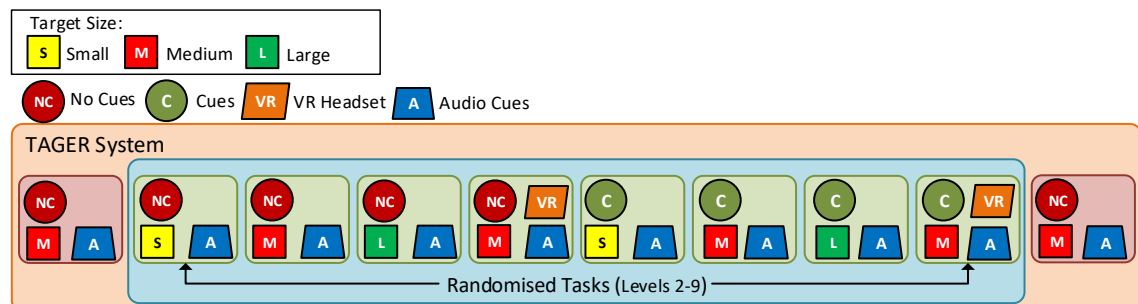 Target Size:
S Small M Medium L Large
NC No Cues C Cues VR VR Headset A Audio Cues
TAGER System
NC NC NC NC NC VR C C C C VR NC
M A S A M A L A M A S A M A L A M A M A
Randomised Tasks (Levels 2-9)